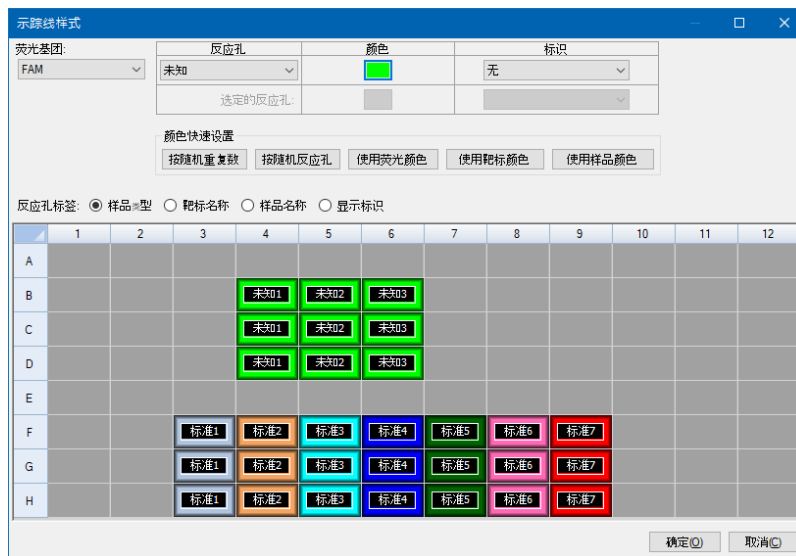 示踪线样式
荧光基团:
反应孔 颜色 标识
FAM 未知 无
选定的反应孔:
颜色快速设置
按随机重复数 按随机反应孔 使用荧光颜色 使用靶标颜色 使用样品颜色
反应孔标签: 样品类型 靶标名称 样品名称 显示标识
1 2 3 4 5 6 7 8 9 10 11 12
A
B 未知1 未知2 未知3
C 未知1 未知2 未知3
D 未知1 未知2 未知3
E
F 标准1 标准2 标准3 标准4 标准5 标准6 标准7
G 标准1 标准2 标准3 标准4 标准5 标准6 标准7
H 标准1 标准2 标准3 标准4 标准5 标准6 标准7
确定(O) 取消(C)